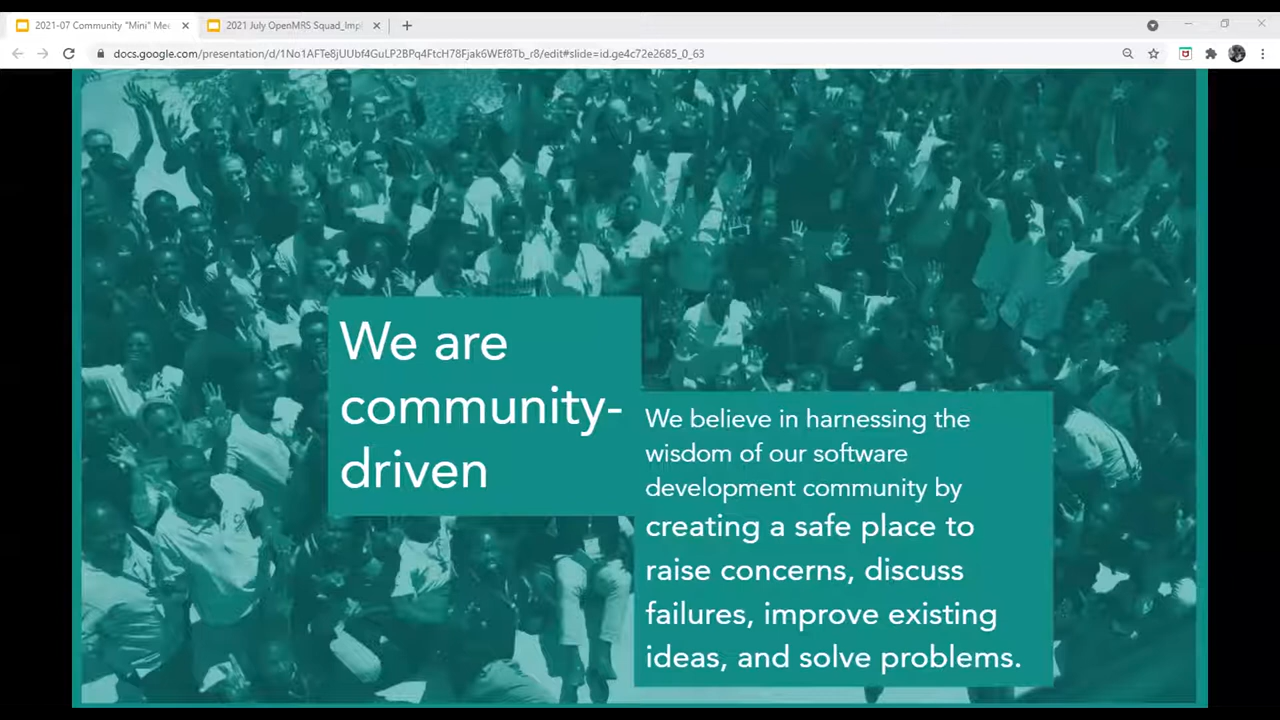 2021-07 Community "Mini" Mee
2021 July OpenMRS Squad_Impl
docs.google.com/presentation/d/1No1AFTe8jUUbf4GuLP2BPq4FtcH78Fjak6WEf8Tb_r8/edit#slide=id.ge4c72e2685_0_63
We are
community-
driven
We believe in harnessing the
wisdom of our software
development community by
creating a safe place to
raise concerns, discuss
failures, improve existing
ideas, and solve problems.